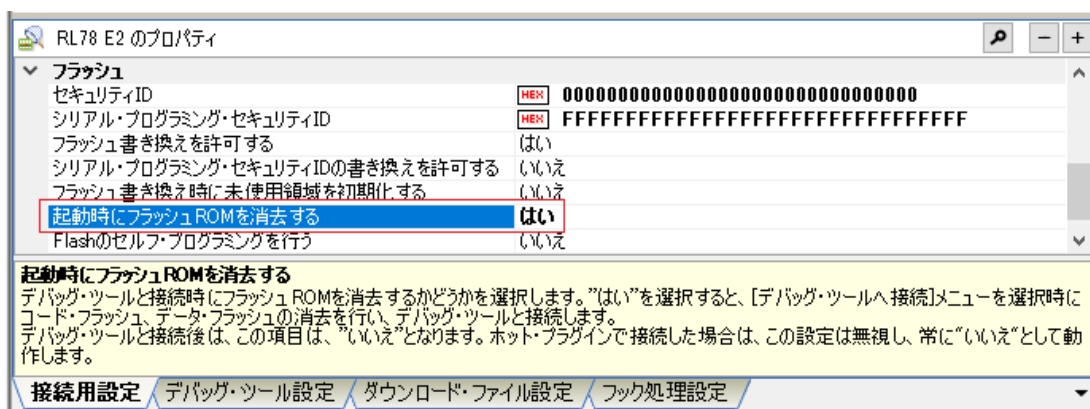 RL78 E2 のプロパティ
フラッシュ
セキュリティID HEX 00000000000000000000000000000000
シリアル・プログラミング・セキュリティID HEX FFFFFFFFFFFFFFFFFFFFFFFFFFFFFFFF
フラッシュ書き換えを許可する はい
シリアル・プログラミング・セキュリティIDの書き換えを許可する いいえ
フラッシュ書き換え時に未使用領域を初期化する いいえ
起動時にフラッシュROMを消去する はい
Flashのセルフ・プログラミングを行う いいえ
起動時にフラッシュROMを消去する
デバッグ・ツールと接続時にフラッシュROMを消去するかどうかを選択します。"はい"を選択すると、[デバッグ・ツールへ接続]メニューを選択時に
コード・フラッシュ、データ・フラッシュの消去を行い、デバッグ・ツールと接続します。
デバッグ・ツールと接続後は、この項目は、"いいえ"となります。ホット・プラグインで接続した場合は、この設定は無視し、常に"いいえ"として動
作します。
接続用設定 デバッグ・ツール設定 ダウンロード・ファイル設定 フック処理設定